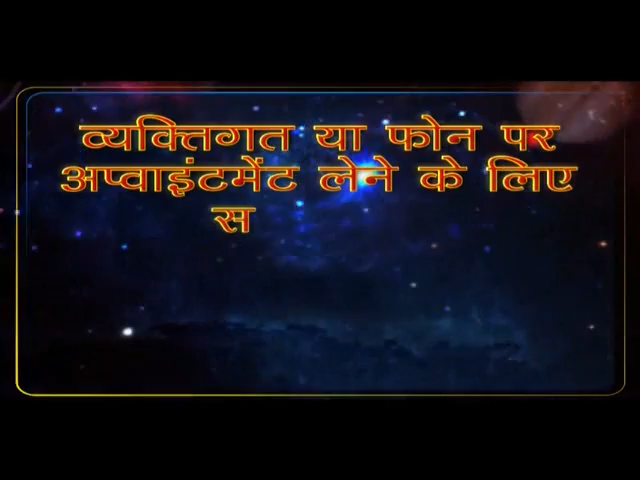 व्यक्तिगत या फोन पर
अप्वाइंटमेंट लेने के लिए
स